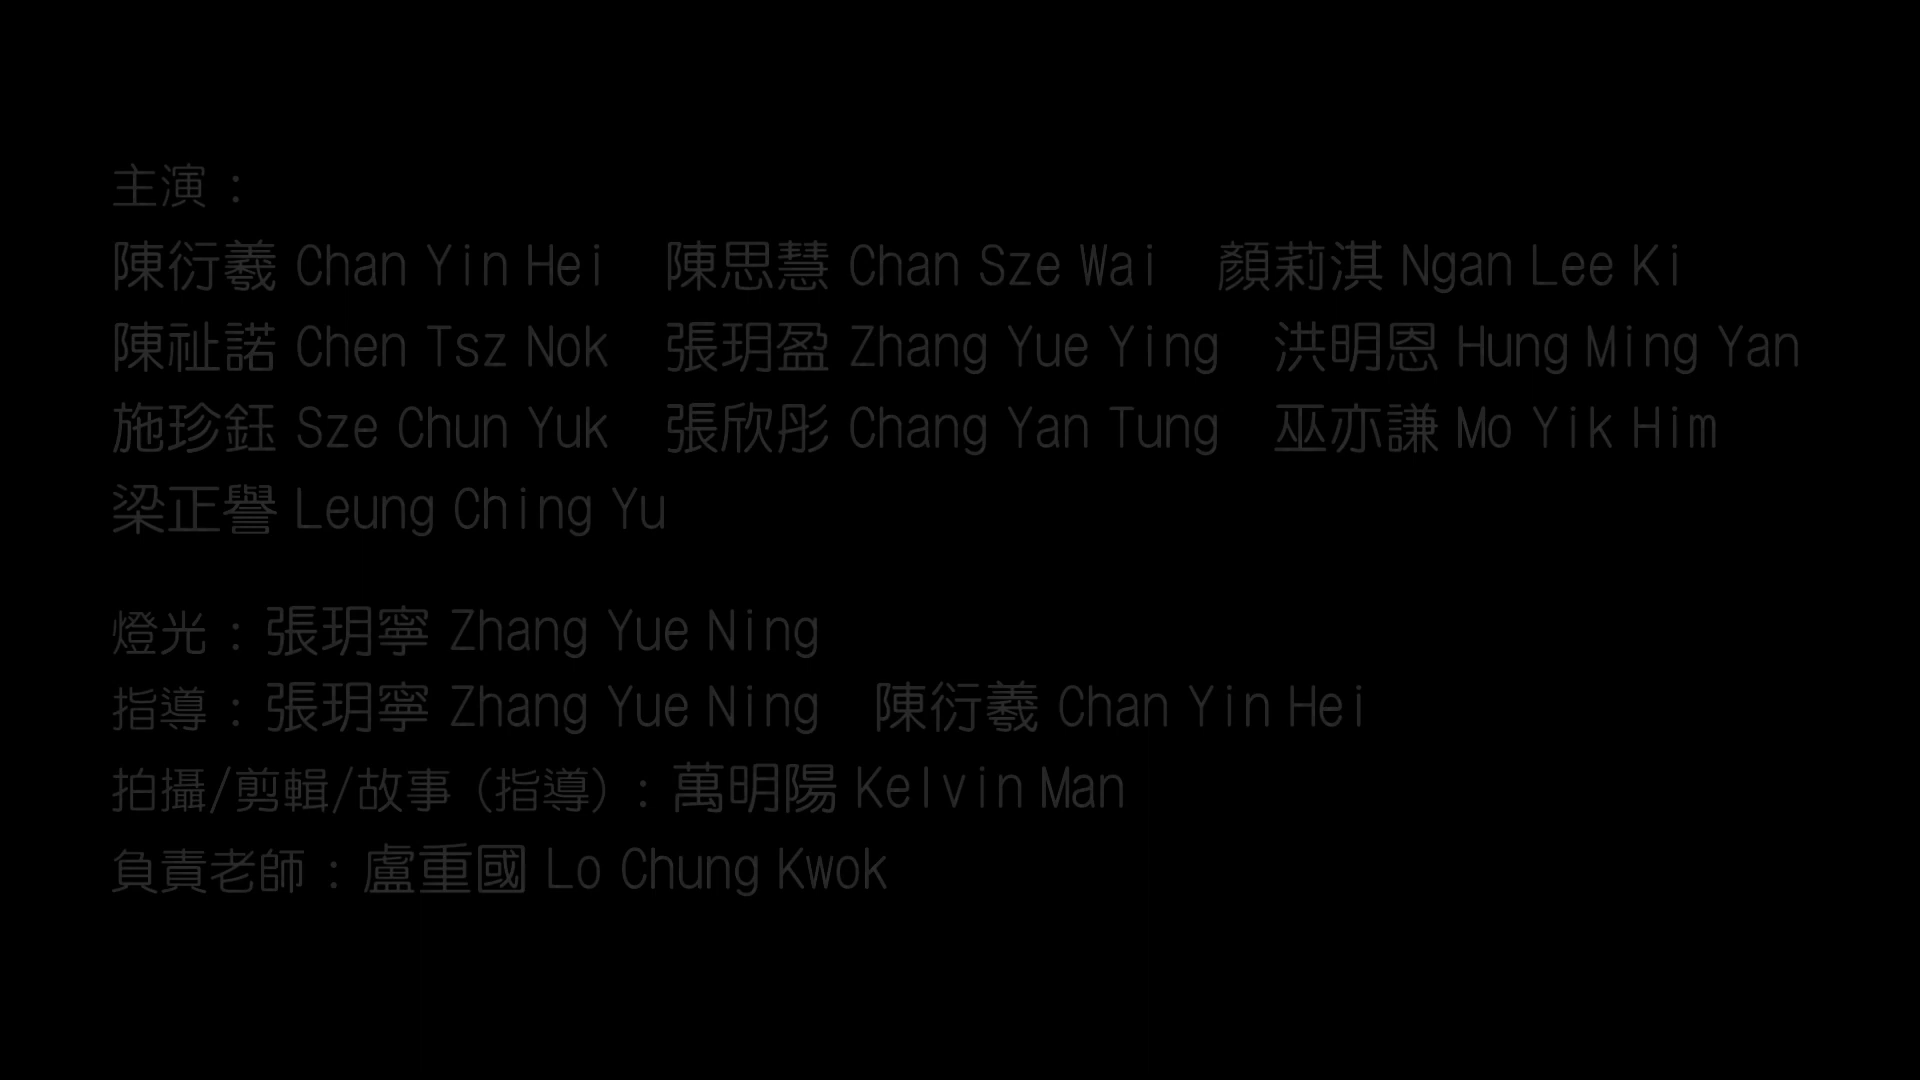 主演：
陳衍羲 Chan Yin Hei　陳思慧 Chan Sze Wai　顏莉淇 Ngan Lee Ki
陳祉諾 Chen Tsz Nok　張玥盈 Zhang Yue Ying　洪明恩 Hung Ming Yan
施珍鈺 Sze Chun Yuk　張欣彤 Chang Yan Tung　巫亦謙 Mo Yik Him
梁正譽 Leung Ching Yu
燈光：張玥寧 Zhang Yue Ning
指導：張玥寧 Zhang Yue Ning　陳衍羲 Chan Yin Hei
拍攝/剪輯/故事（指導）：萬明陽 Kelvin Man
負責老師：盧重國 Lo Chung Kwok